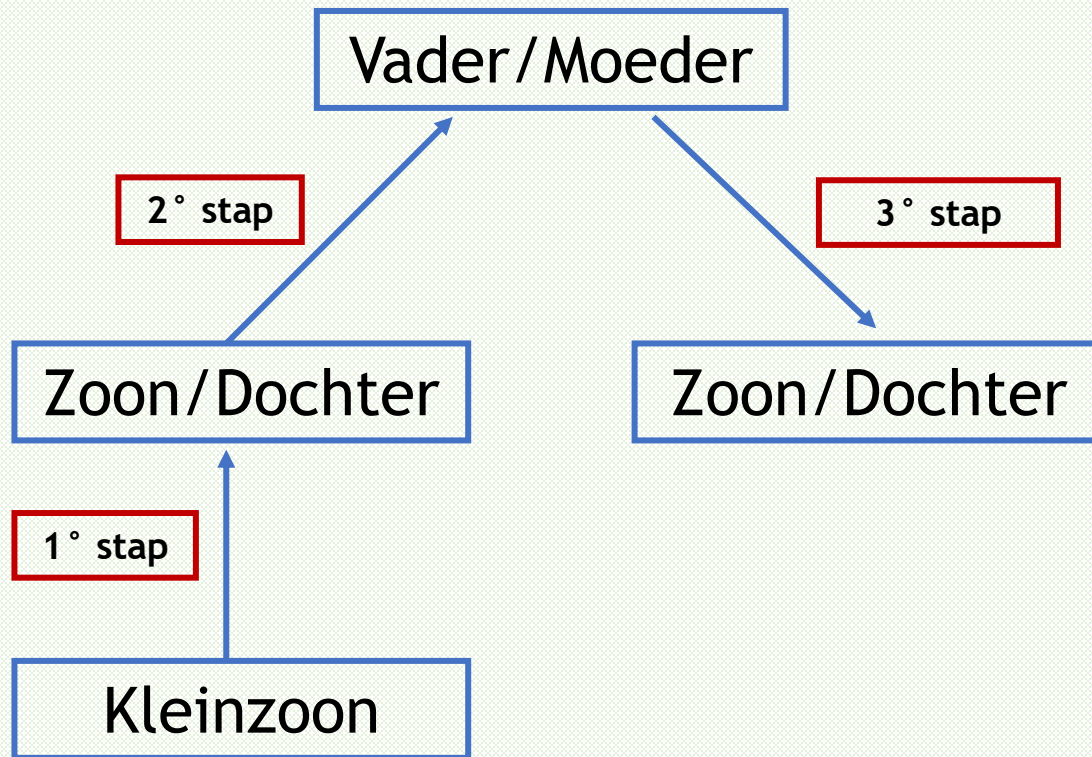 Vader/Moeder
2° stap
3° stap
Zoon/Dochter
Zoon/Dochter
1° stap
Kleinzoon